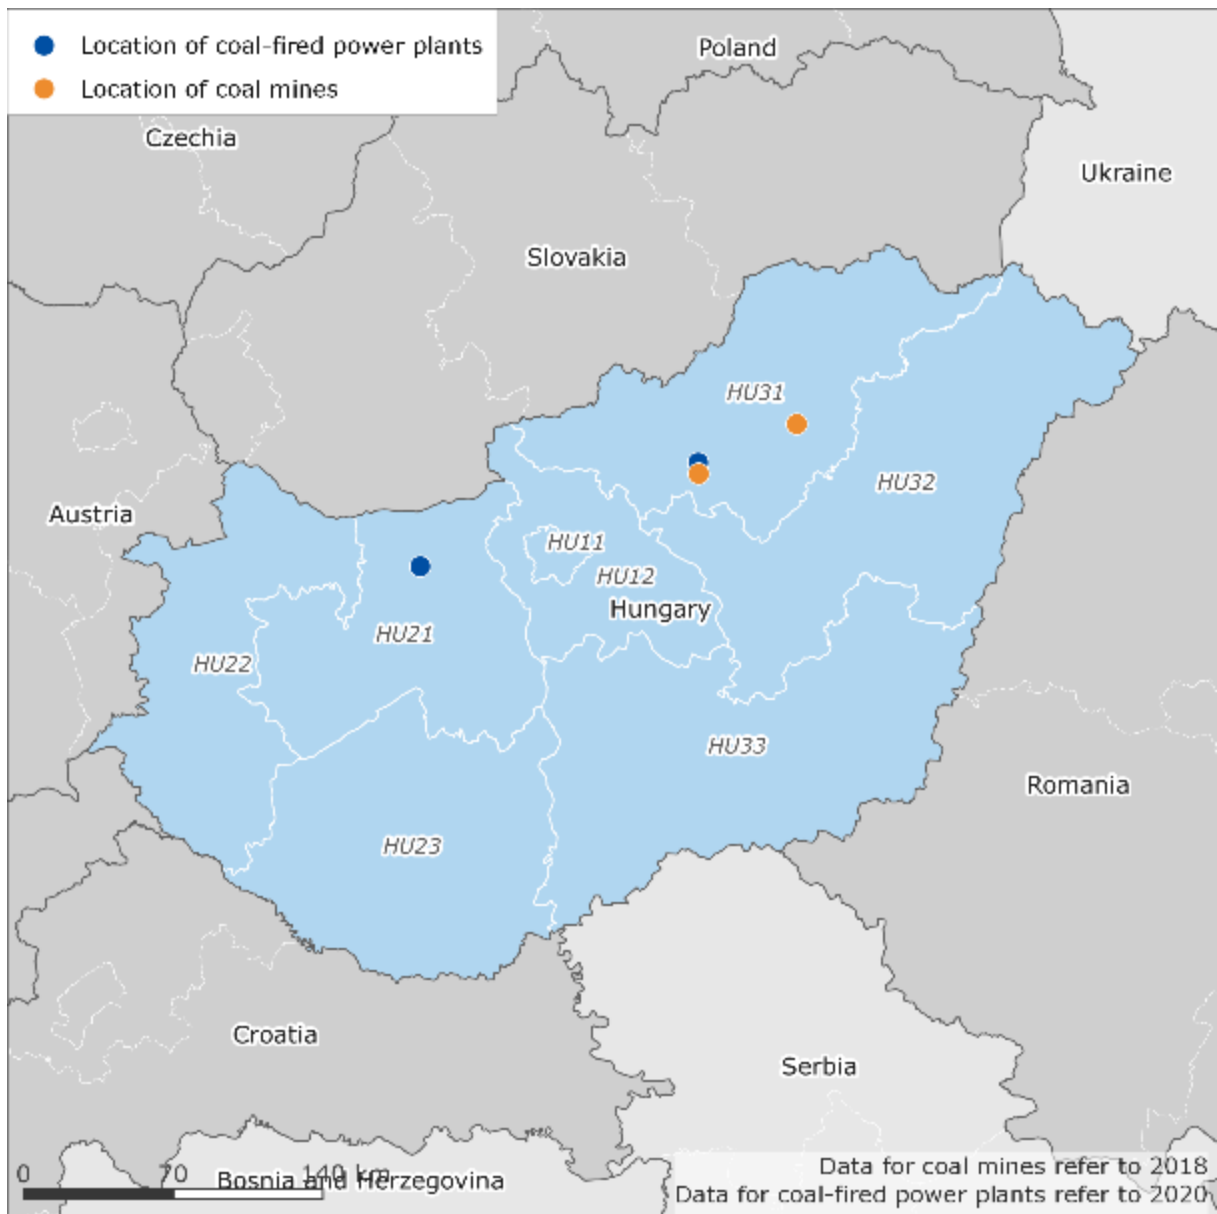 Location of coal-fired power plants
Location of coal mines
Poland
Czechia
Ukraine
Slovakia
HU31
HU32
Austria
HU11
HU12
Hungary
HU21
HU22
HU33
Romania
HU23
Croatia
Serbia
0 70 140 km
Bosnia and Herzegovina
Data for coal mines refer to 2018
Data for coal-fired power plants refer to 2020